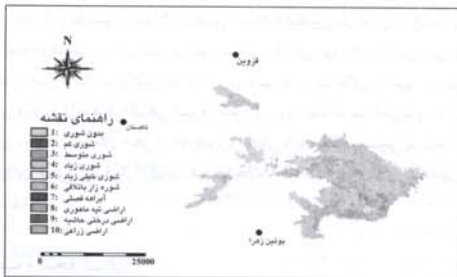 N
قزوین
تاکستان
راهنمای نقشه
1: بدون شوری
2: شوری کم
3: شوری متوسط
4: شوری زیاد
5: شوری خیلی زیاد
6: شوره زار باتلاقی
7: آبراهه فصلی
8: اراضی تپه ماهوری
9: اراضی درختی حاشیه
10: اراضی زراعی
بوئین زهرا
0 25000